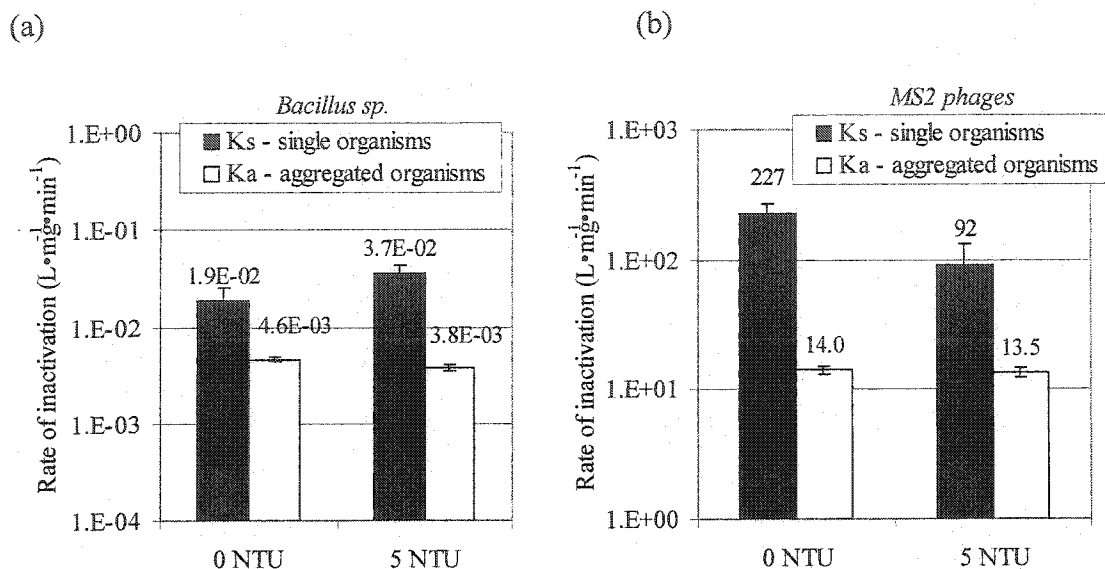 (a)
Bacillus sp.
Ks - single organisms
Ka - aggregated organisms
Rate of inactivation (L•mg⁻¹•min⁻¹)
1.E+00
1.E-01
1.E-02
1.E-03
1.E-04
1.9E-02
4.6E-03
3.7E-02
3.8E-03
0 NTU
5 NTU
(b)
MS2 phages
Ks - single organisms
Ka - aggregated organisms
Rate of inactivation (L•mg⁻¹•min⁻¹)
1.E+03
1.E+02
1.E+01
1.E+00
227
14.0
92
13.5
0 NTU
5 NTU